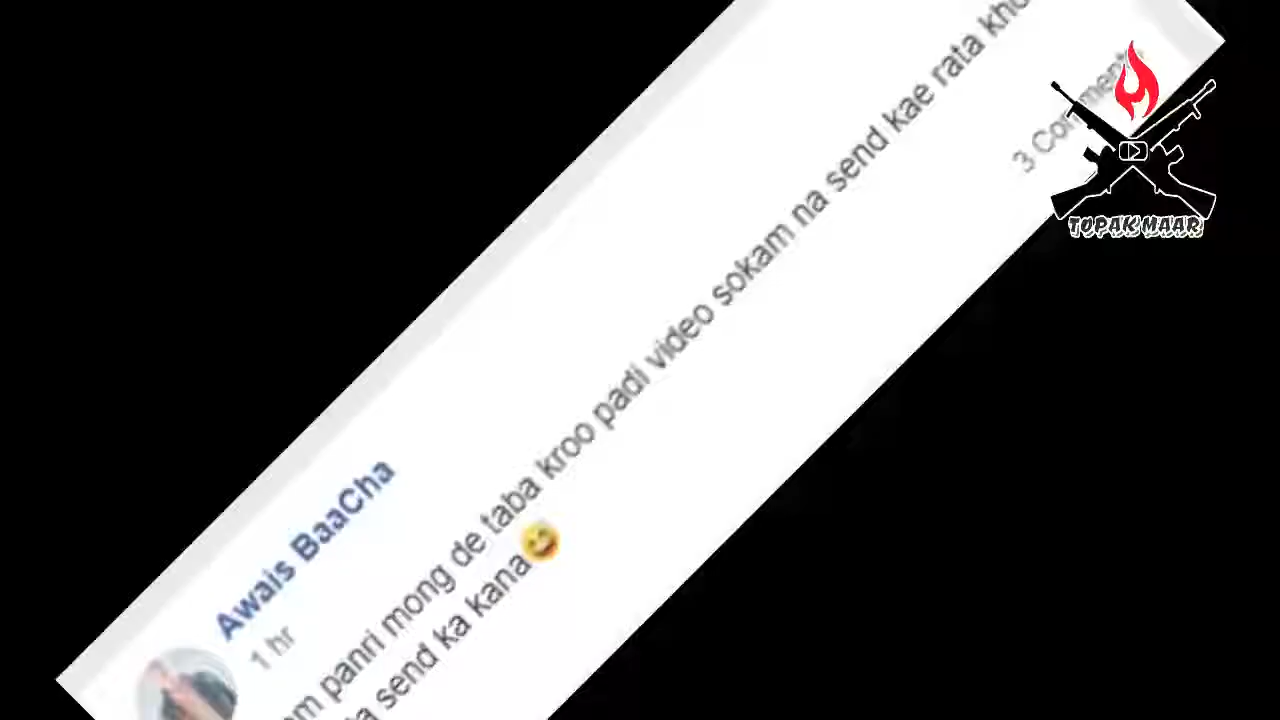 Awais BaaCha
1 hr
panri mong de taba kroo padi video sokam na send kae rata
send ka kana😄
3 Comments
TOPAK MAAR